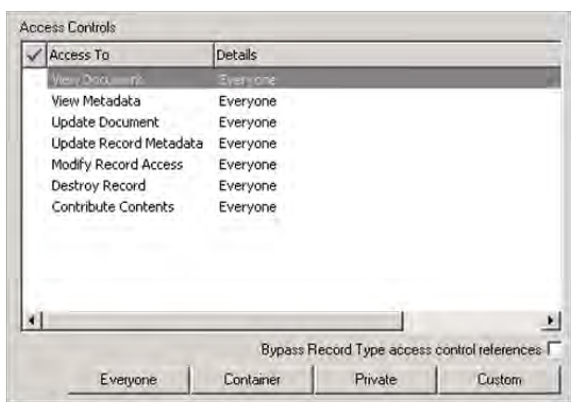 Access Controls
Access To Details
View Document Everyone
View Metadata Everyone
Update Document Everyone
Update Record Metadata Everyone
Modify Record Access Everyone
Destroy Record Everyone
Contribute Contents Everyone
Bypass Record Type access control references
Everyone Container Private Custom